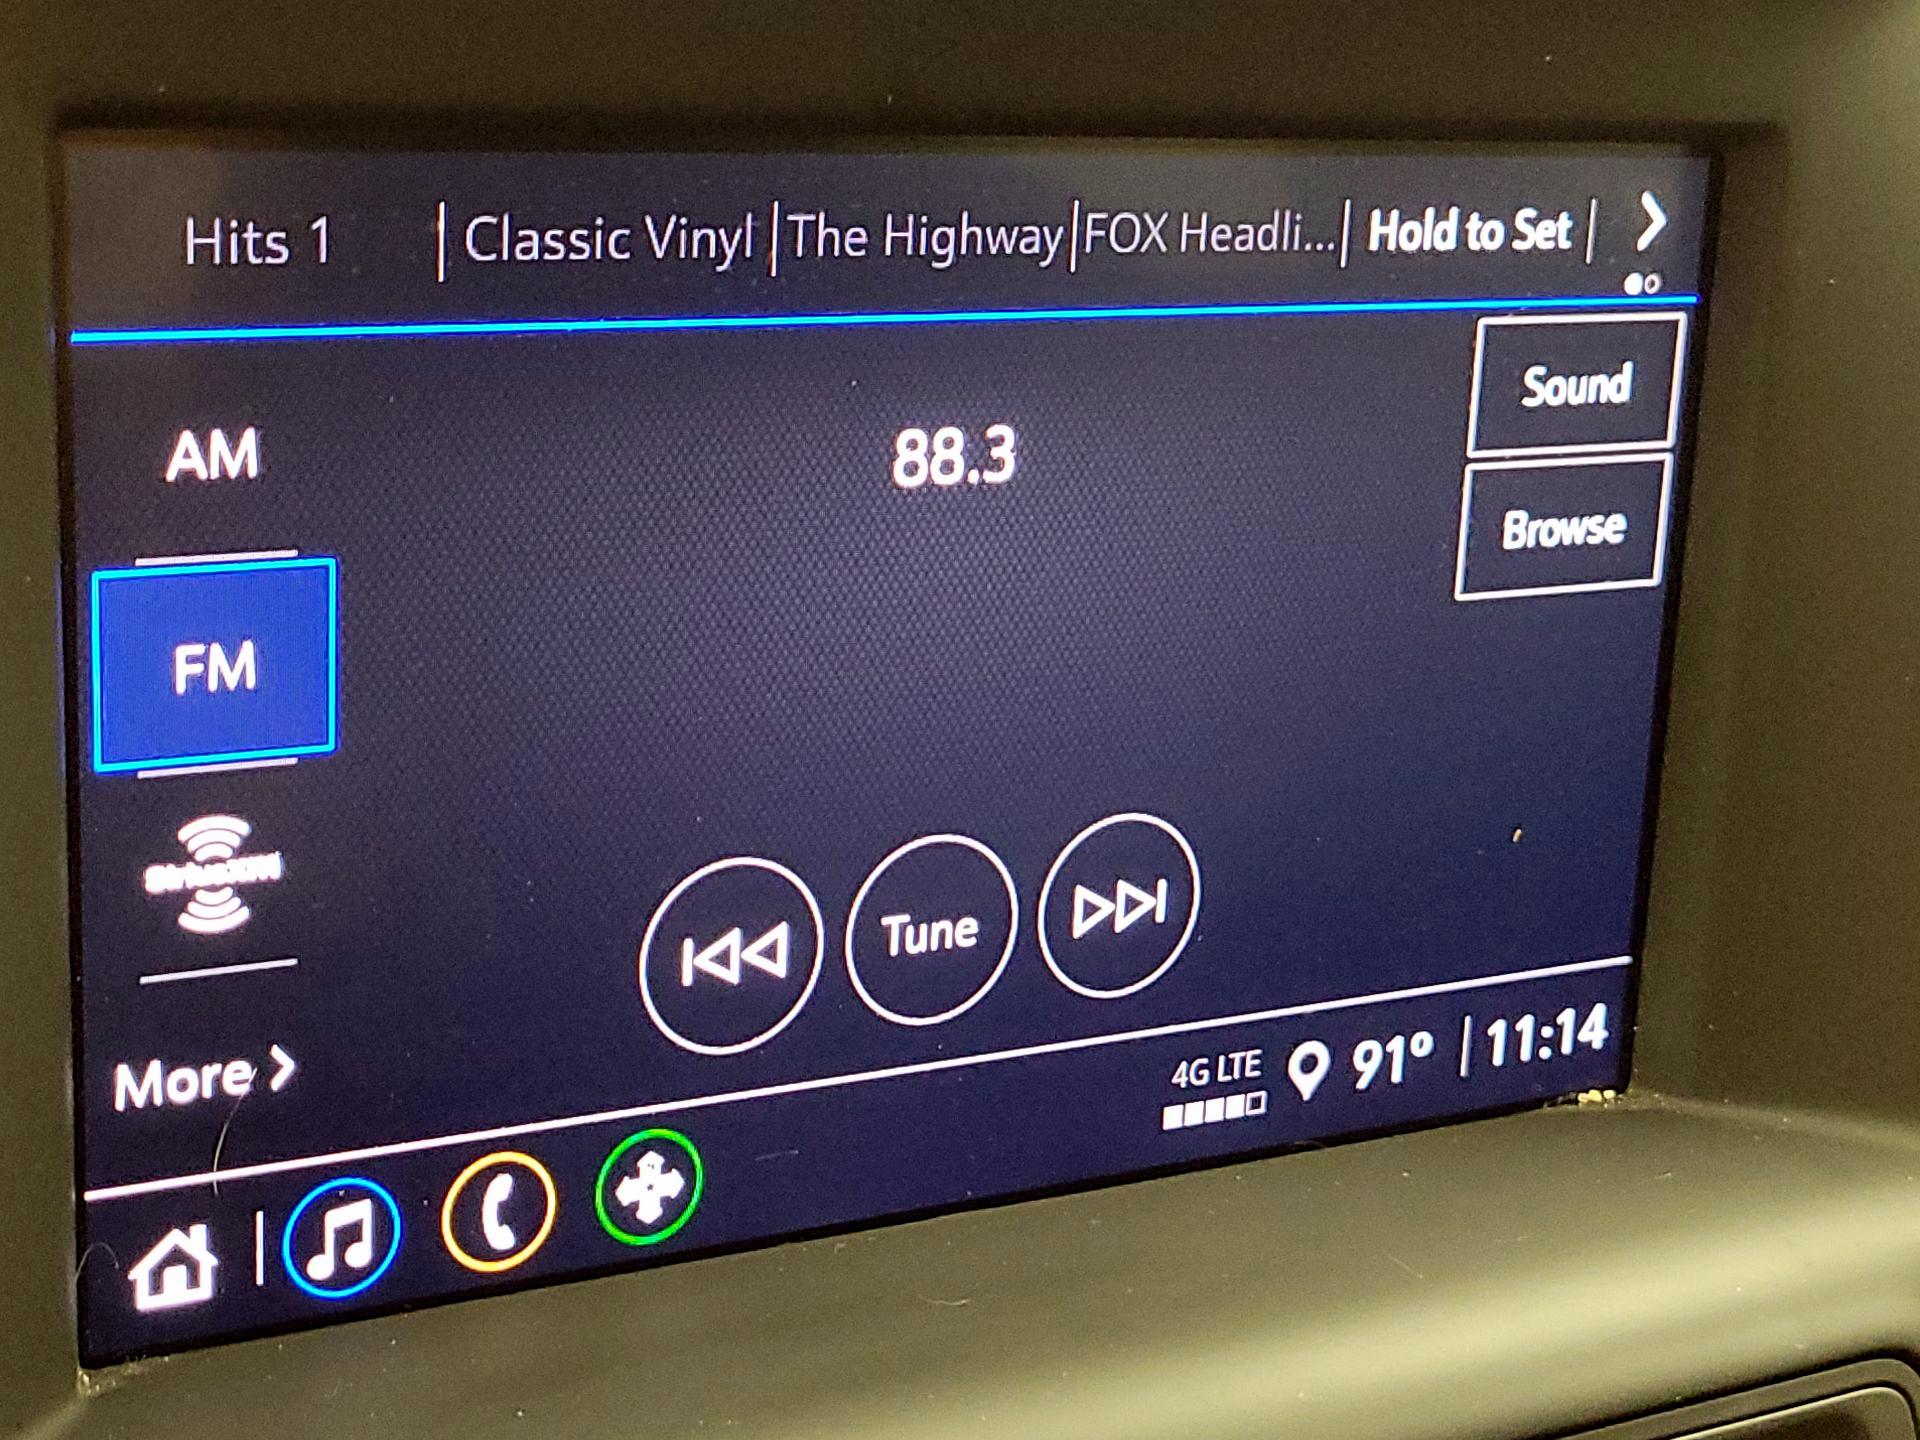 Hits 1 | Classic Vinyl | The Highway | FOX Headli... | Hold to Set |
Sound
AM
88.3
Browse
FM
SiriusXM
Tune
More
4G LTE 91° | 11:14